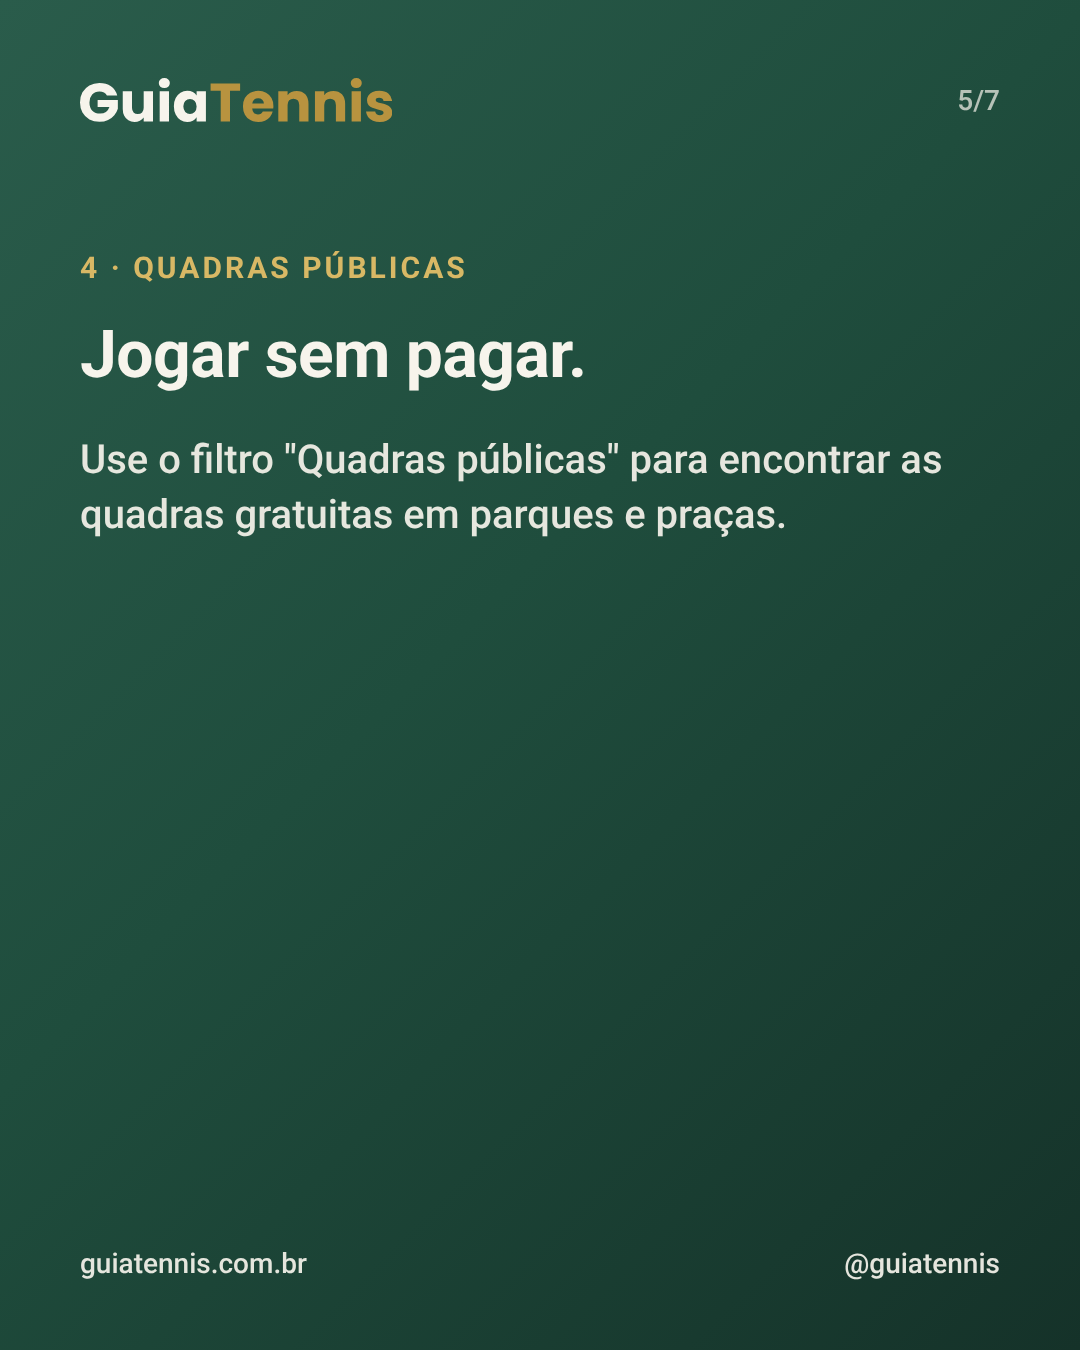 GuiaTennis
5/7
4 · QUADRAS PÚBLICAS
Jogar sem pagar.
Use o filtro "Quadras públicas" para encontrar as
quadras gratuitas em parques e praças.
guiatennis.com.br
@guiatennis